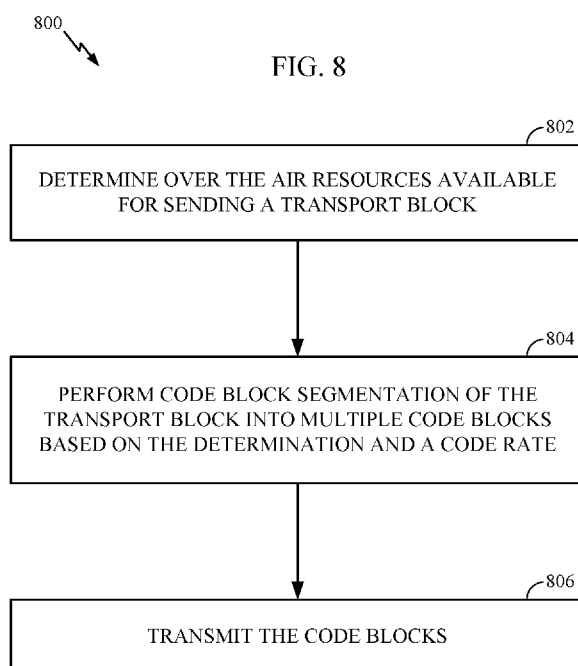 800
FIG. 8
802
DETERMINE OVER THE AIR RESOURCES AVAILABLE
FOR SENDING A TRANSPORT BLOCK
804
PERFORM CODE BLOCK SEGMENTATION OF THE
TRANSPORT BLOCK INTO MULTIPLE CODE BLOCKS
BASED ON THE DETERMINATION AND A CODE RATE
806
TRANSMIT THE CODE BLOCKS